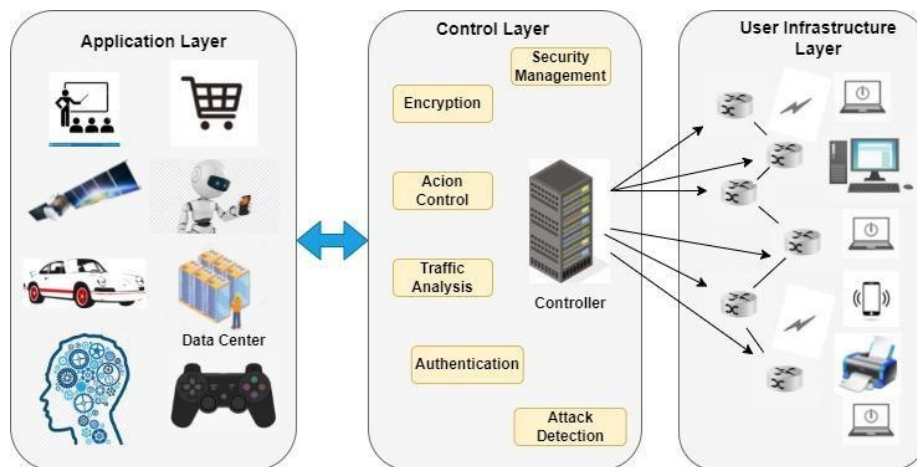 Application Layer
Data Center
Control Layer
Security
Management
Encryption
Acion
Control
Traffic
Analysis
Controller
Authentication
Attack
Detection
User Infrastructure
Layer